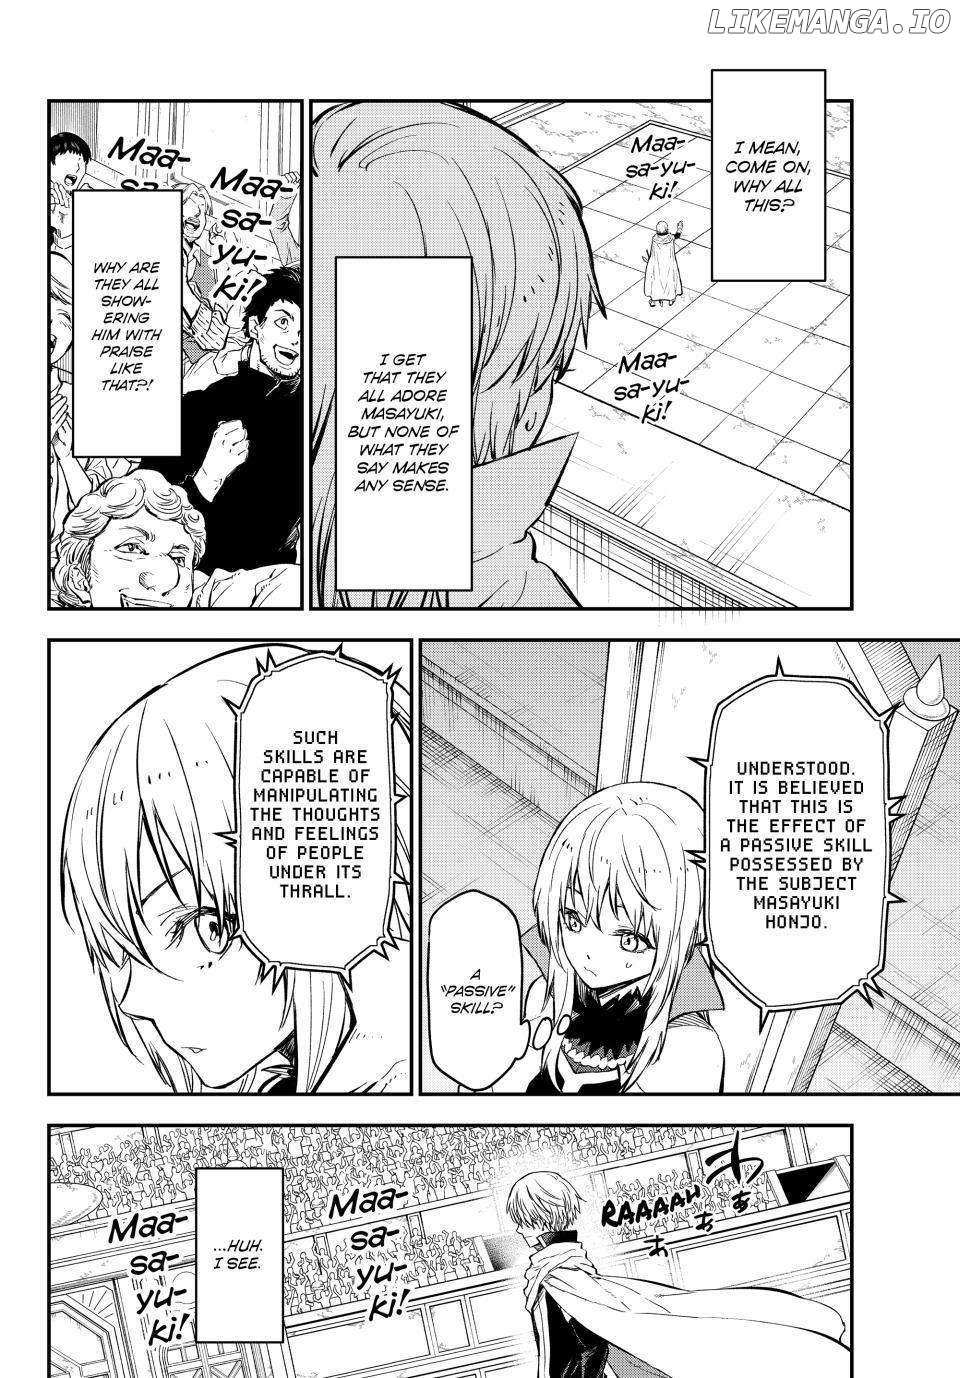 LIKEMANGA.IO
I MEAN,
COME ON,
WHY ALL
THIS?
Maa-
sa-yu-
ki!
I GET
THAT THEY
ALL ADORE
MASAYUKI,
BUT NONE OF
WHAT THEY
SAY MAKES
ANY SENSE.
Maa-
sa-yu-
ki!
Maa-
sa-
Maa-
sa-
yu-
ki!
WHY ARE
THEY ALL
SHOW-
ERING
HIM WITH
PRAISE
LIKE
THAT?!
UNDERSTOOD.
IT IS BELIEVED
THAT THIS IS
THE EFFECT OF
A PASSIVE SKILL
POSSESSED BY
THE SUBJECT
MASAYUKI
HONJO.
A
"PASSIVE"
SKILL?
SUCH
SKILLS ARE
CAPABLE OF
MANIPULATING
THE THOUGHTS
AND FEELINGS
OF PEOPLE
UNDER ITS
THRALL.
RAAAAH
わあああ
Maa-
sa-
yu-
ki!
...HUH.
I SEE.
Maa-
sa-
yu-
ki!